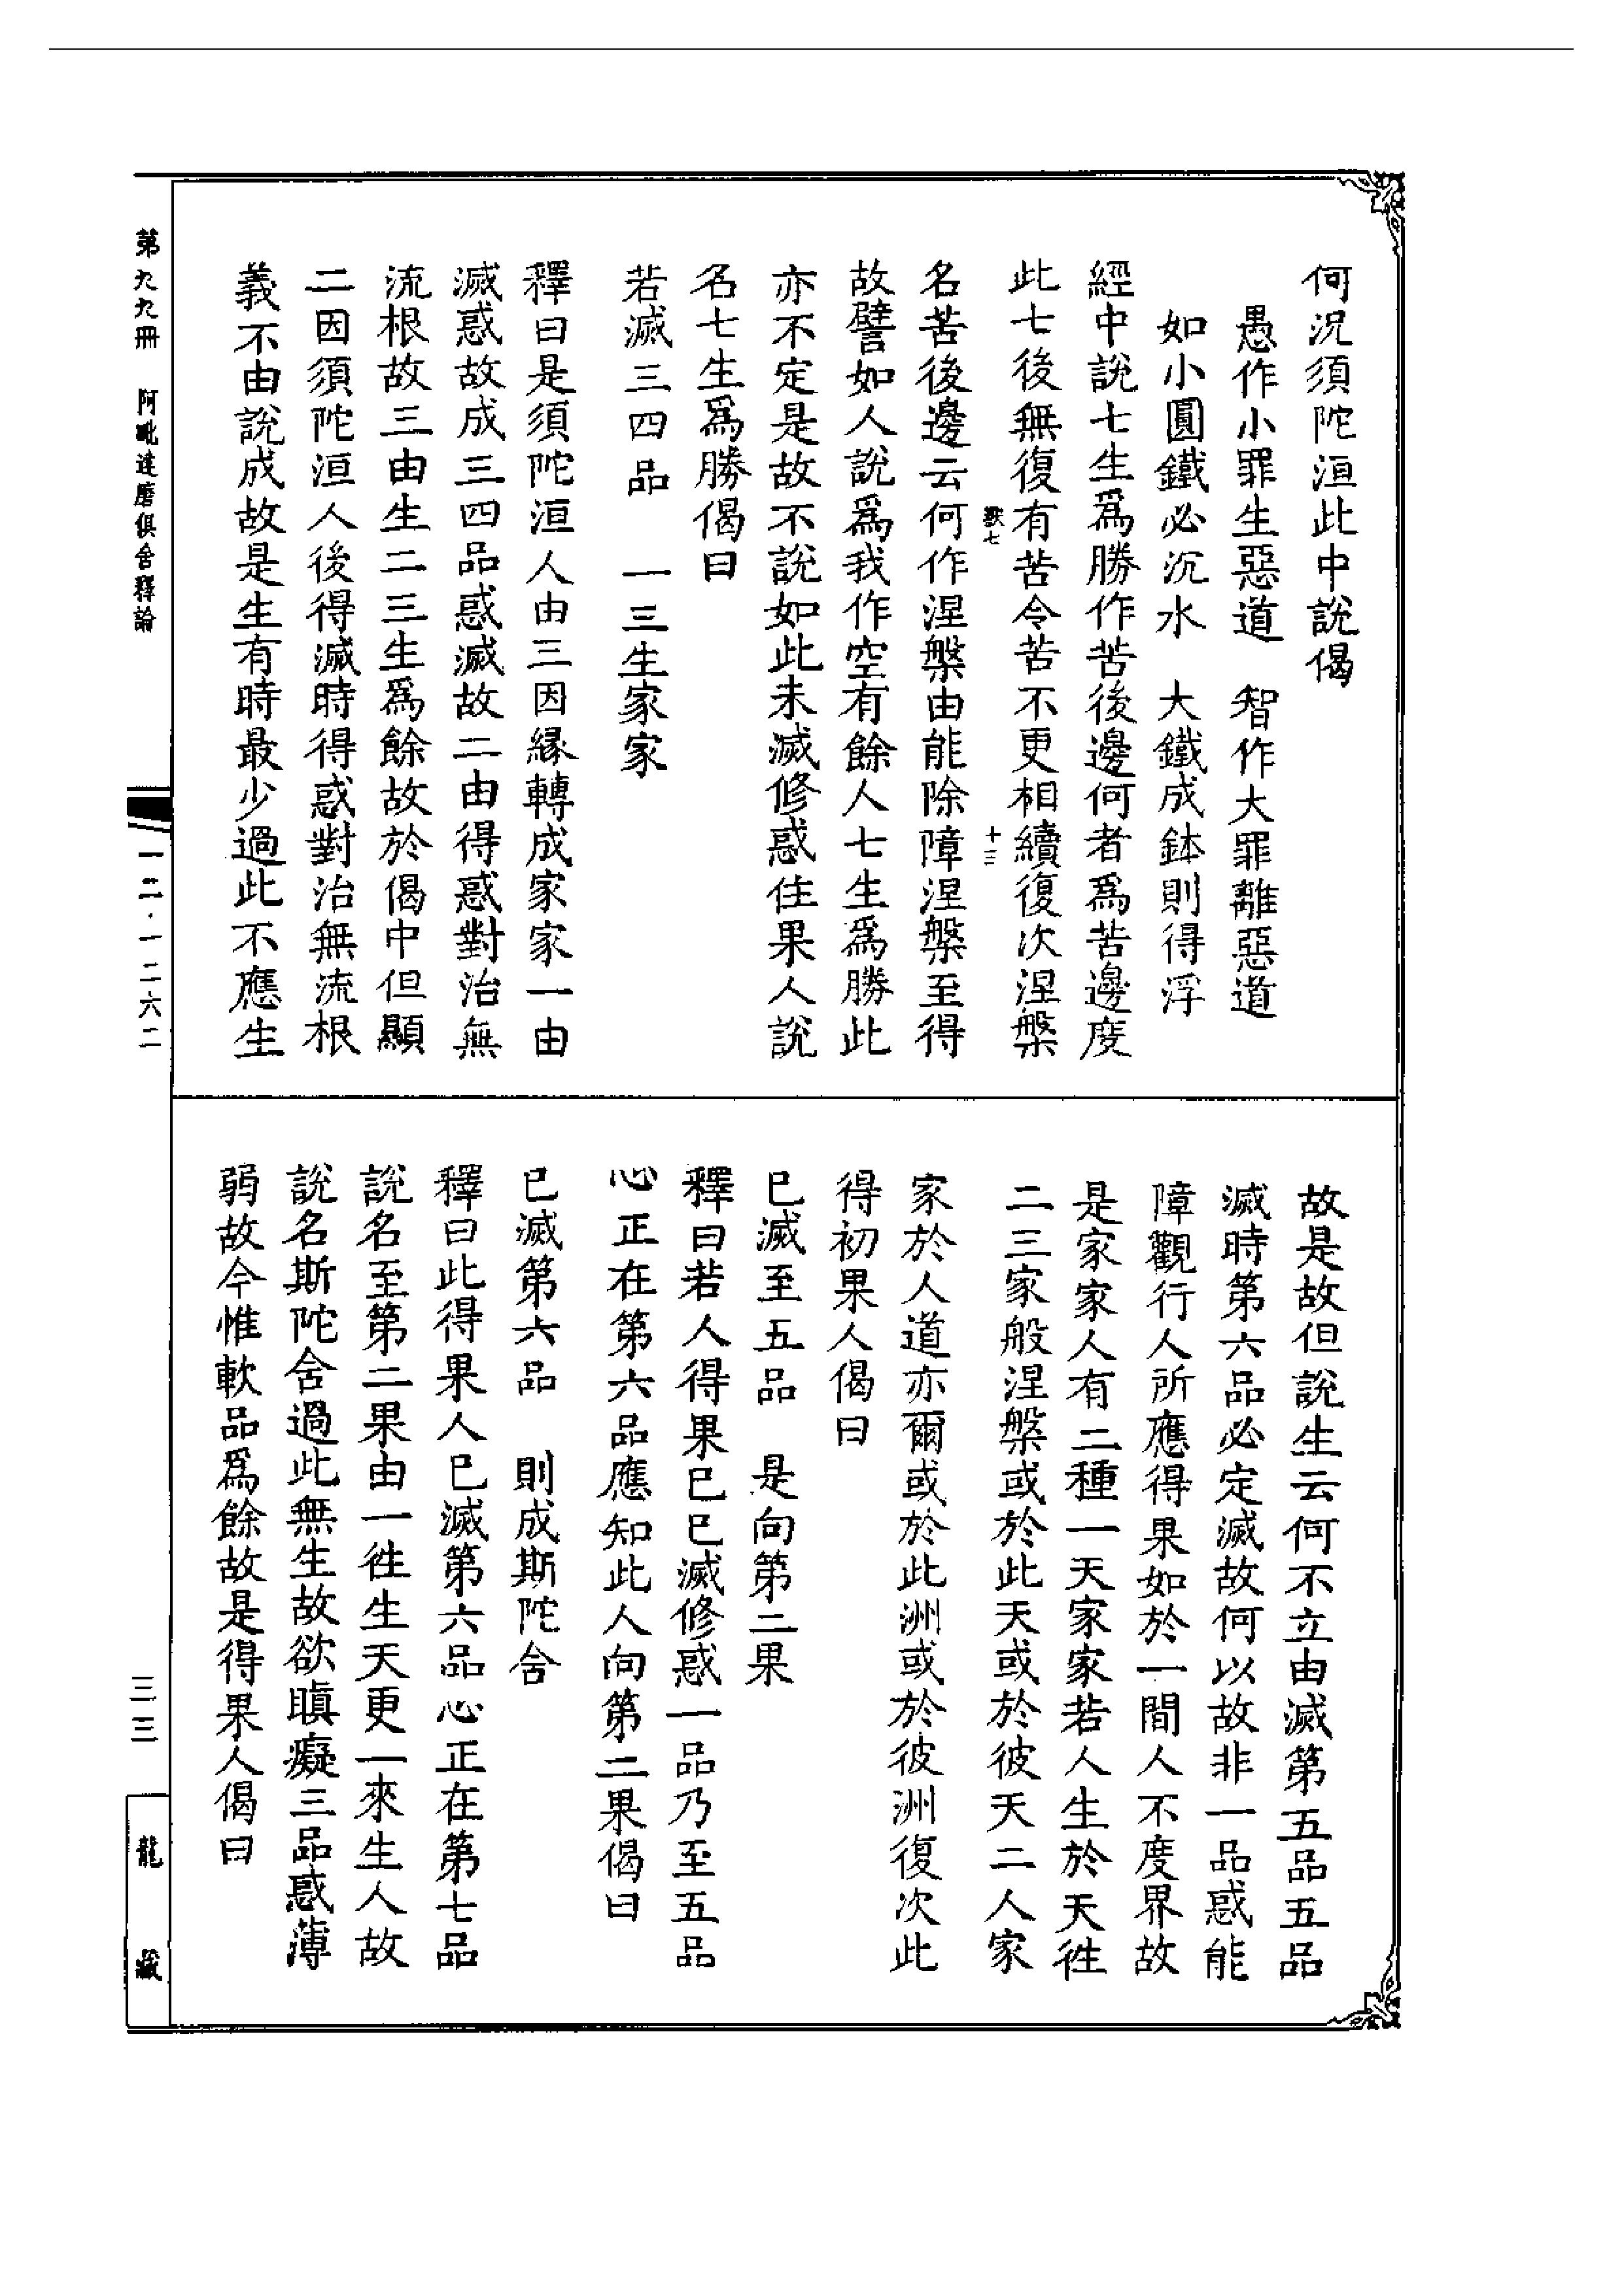 何況須陀洹此中說偈
愚作小罪生惡道　智作大罪離惡道
如小圓鐵必沉水　大鐵成鉢則得浮
經中說七生爲勝作苦後邊何者爲苦邊度
此七後無復有苦令苦不更相續復次涅槃
十三
名苦後邊云何作涅槃由能除障涅槃至得
故譬如人說爲我作空有餘人七生爲勝此
亦不定是故不說如此未滅修惑住果人說
名七生爲勝偈曰
若滅三四品　一三生家家
釋曰是須陀洹人由三因緣轉成家家一由
滅惑故成三四品惑滅故二由得惑對治無
流根故三由生二三生爲餘故於偈中但顯
二因須陀洹人後得滅時得惑對治無流根
義不由說成故是生有時最少過此不應生
故是故但說生云何不立由滅第五品五品
滅時第六品必定滅故何以故非一品惑能
障觀行人所應得果如於一間人不度界故
是家家人有二種一天家家若人生於天往
二三家般涅槃或於此天或於彼天二人家
家於人道亦爾或於此洲或於彼洲復次此
得初果人偈曰
已滅至五品　是向第二果
釋曰若人得果已已滅修惑一品乃至五品
心正在第六品應知此人向第二果偈曰
已滅第六品　則成斯陀含
釋曰此得果人已滅第六品心正在第七品
說名至第二果由一往生天更一來生人故
說名斯陀含過此無生故欲瞋癡三品惑薄
弱故今惟軟品爲餘故是得果人偈曰
第九九冊　阿毗達磨俱舍釋論
一二·一二六二
三三
龍藏